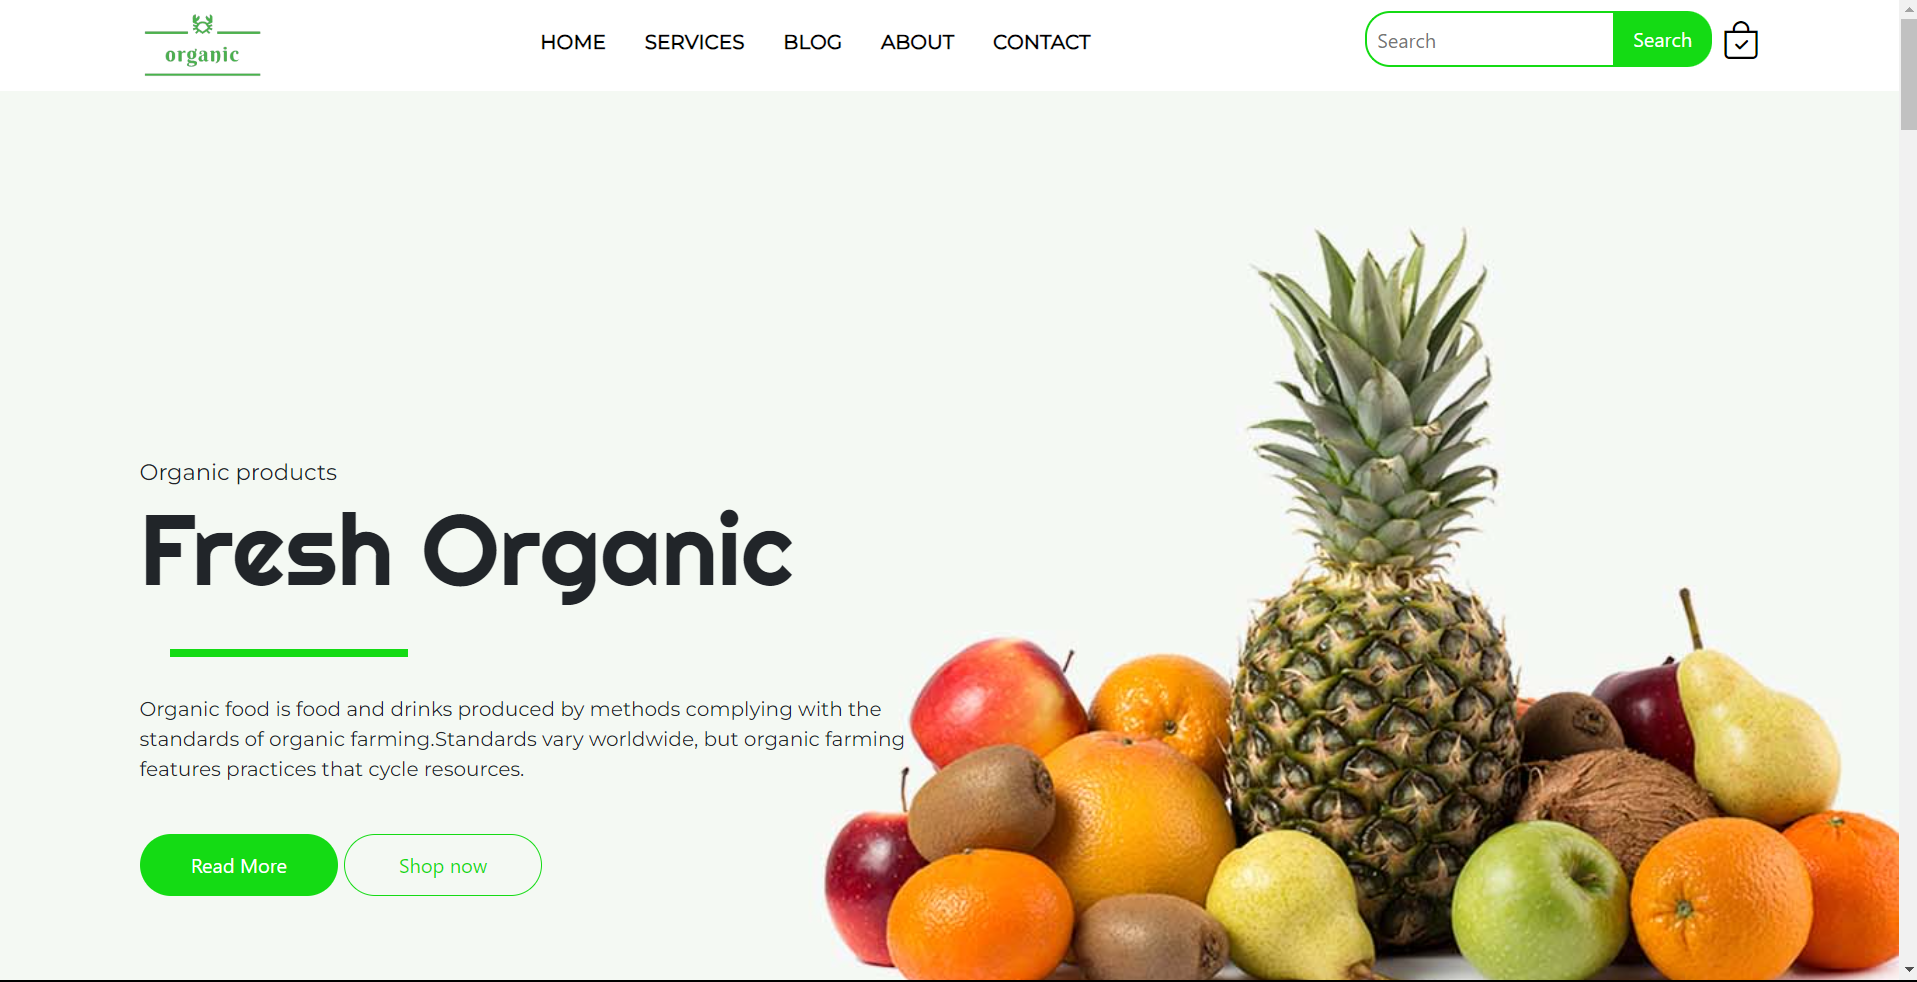 organic
HOME SERVICES BLOG ABOUT CONTACT
Search Search
Organic products
Fresh Organic
Organic food is food and drinks produced by methods complying with the
standards of organic farming.Standards vary worldwide, but organic farming
features practices that cycle resources.
Read More Shop now